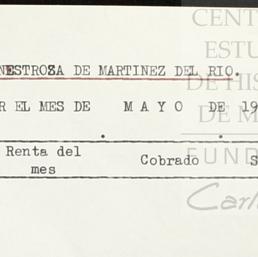 NESTROZA DE MARTINEZ DEL RIO.
R EL MES DE M A Y O DE 19
Renta del
mes
Cobrado S
CENT
ESTU
DE HIS
DE M
FUND
Carl